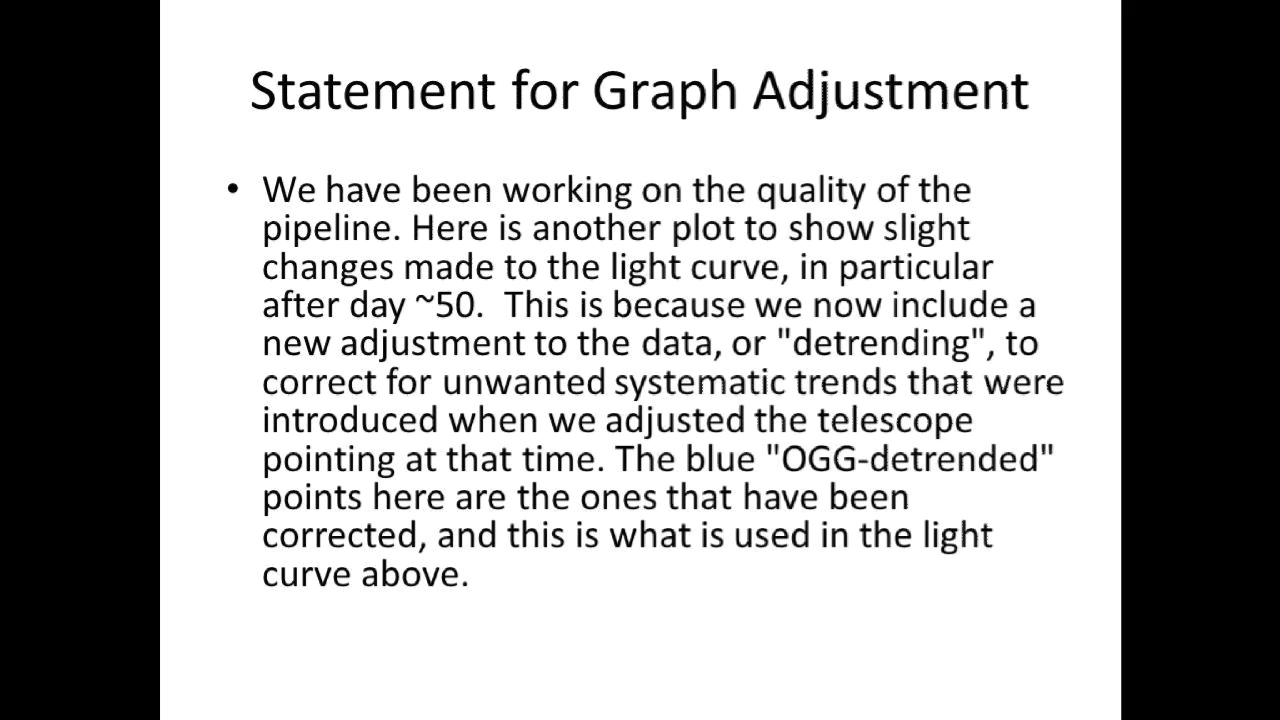 Statement for Graph Adjustment
• We have been working on the quality of the
pipeline. Here is another plot to show slight
changes made to the light curve, in particular
after day ~50.  This is because we now include a
new adjustment to the data, or "detrending", to
correct for unwanted systematic trends that were
introduced when we adjusted the telescope
pointing at that time. The blue "OGG-detrended"
points here are the ones that have been
corrected, and this is what is used in the light
curve above.